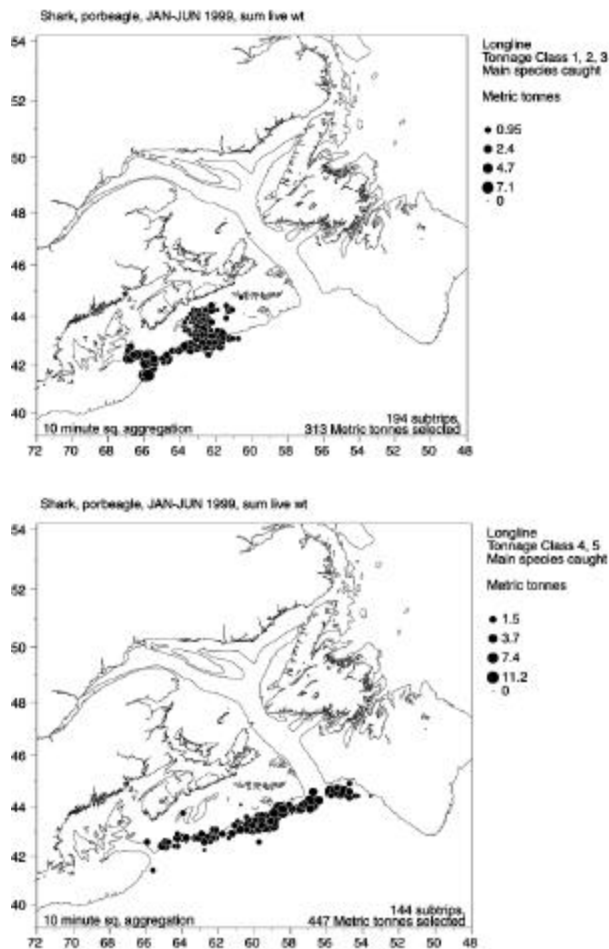 Shark, porbeagle, JAN-JUN 1999, sum live wt
Longline
Tonnage Class 1, 2, 3
Main species caught
Metric tonnes
0.95
2.4
4.7
7.1
0
54
52
50
48
46
44
42
40
194 subtrips,
10 minute sq. aggregation
313 Metric tonnes selected
72 70 68 66 64 62 60 58 56 54 52 50 48
Shark, porbeagle, JAN-JUN 1999, sum live wt
Longline
Tonnage Class 4, 5
Main species caught
Metric tonnes
1.5
3.7
7.4
11.2
0
54
52
50
48
46
44
42
40
144 subtrips,
10 minute sq. aggregation
447 Metric tonnes selected
72 70 68 66 64 62 60 58 56 54 52 50 48